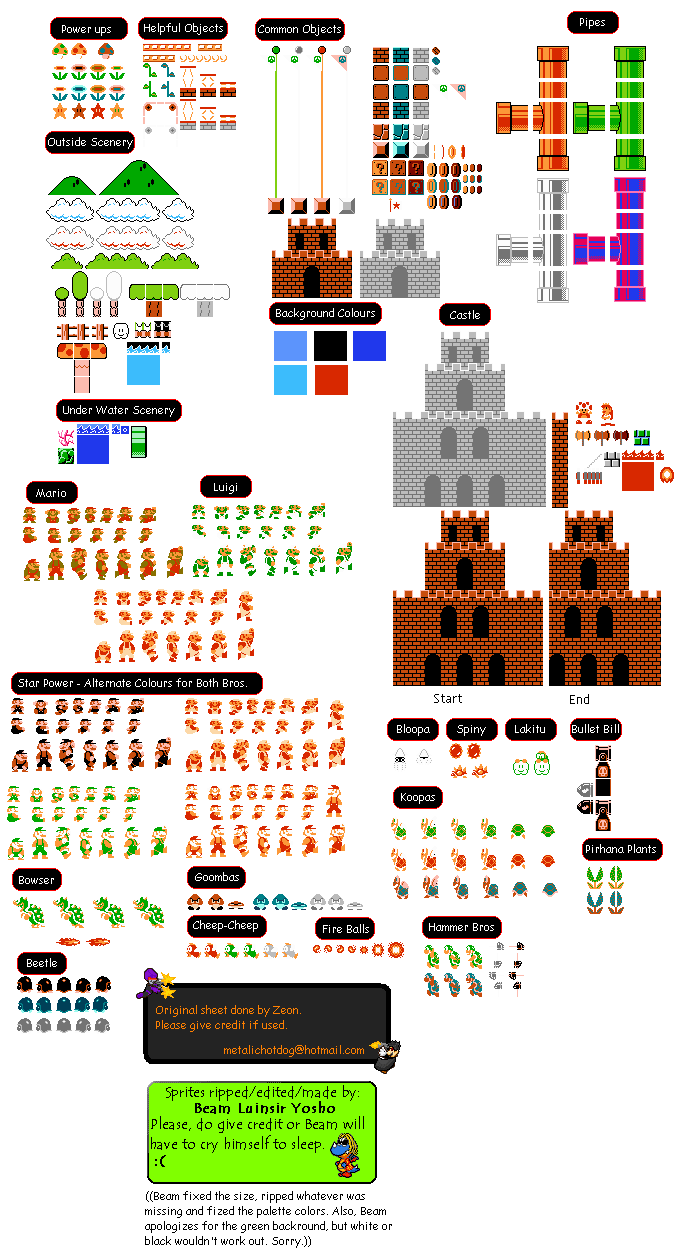 Power ups
Helpful Objects
Common Objects
Pipes
Outside Scenery
Background Colours
Castle
Under Water Scenery
Mario
Luigi
Star Power - Alternate Colours for Both Bros.
Start
End
Bloopa
Spiny
Lakitu
Bullet Bill
Koopas
Pirhana Plants
Bowser
Goombas
Cheep-Cheep
Fire Balls
Hammer Bros
Beetle
Original sheet done by Zeon.
Please give credit if used.
metalichotdog@hotmail.com
Sprites ripped/edited/made by:
Beam Luinsir Yosho
Please, do give credit or Beam will
have to cry himself to sleep.
:(
((Beam fixed the size, ripped whatever was
missing and fized the palette colors. Also, Beam
apologizes for the green backround, but white or
black wouldn't work out. Sorry.))